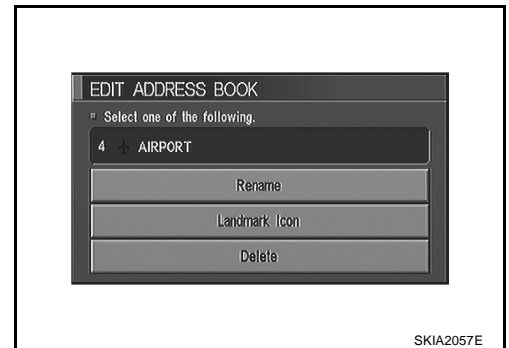 EDIT ADDRESS BOOK
Select one of the following.
4 AIRPORT
Rename
Landmark Icon
Delete
SKIA2057E